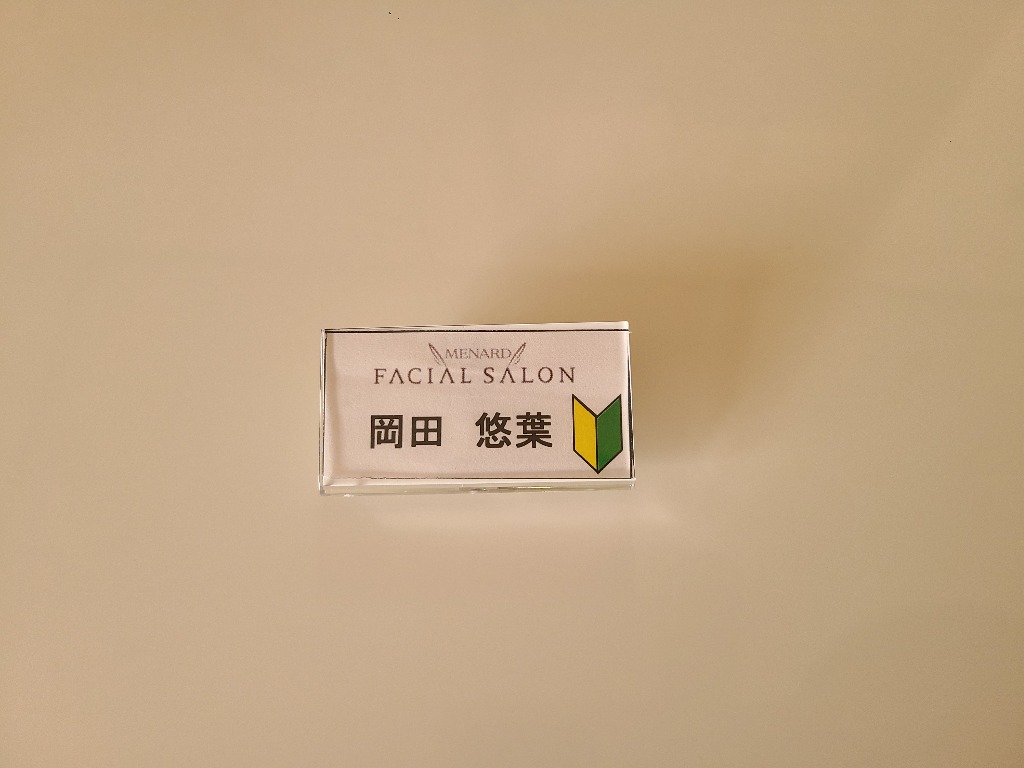 MENARD
FACIAL SALON
岡田　悠葉